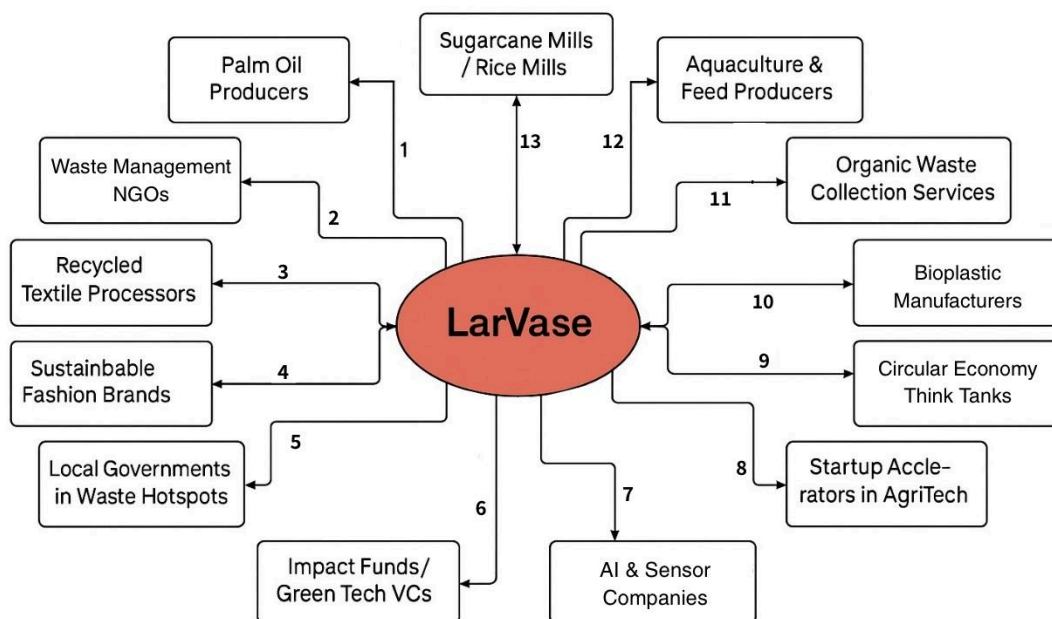 Palm Oil
Producers
Sugarcane Mills
/ Rice Mills
Aquaculture &
Feed Producers
1
13
12
Waste Management
NGOs
2
Organic Waste
Collection Services
11
Recycled
Textile Processors
3
Bioplastic
Manufacturers
10
LarVase
Sustainbable
Fashion Brands
4
Circular Economy
Think Tanks
9
Local Governments
in Waste Hotspots
5
Startup Accle-
rators in AgriTech
8
6
7
Impact Funds/
Green Tech VCs
AI & Sensor
Companies